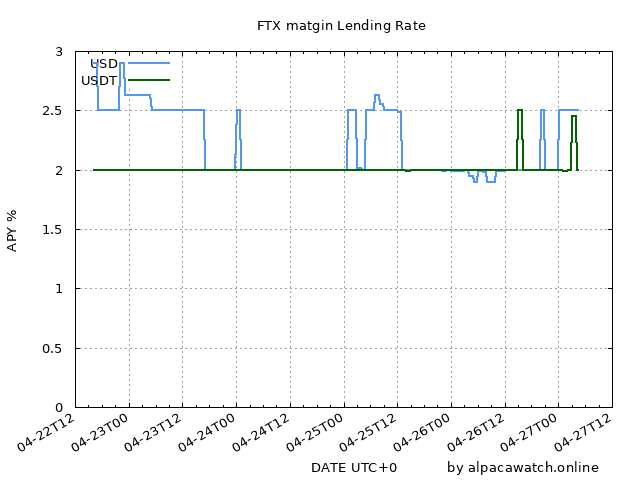 FTX matgin Lending Rate
USD
USDT
3
2.5
2
1.5
1
0.5
0
APY %
04-22T12
04-23T00
04-23T12
04-24T00
04-24T12
04-25T00
04-25T12
04-26T00
04-26T12
04-27T00
04-27T12
DATE UTC+0
by alpacawatch.online